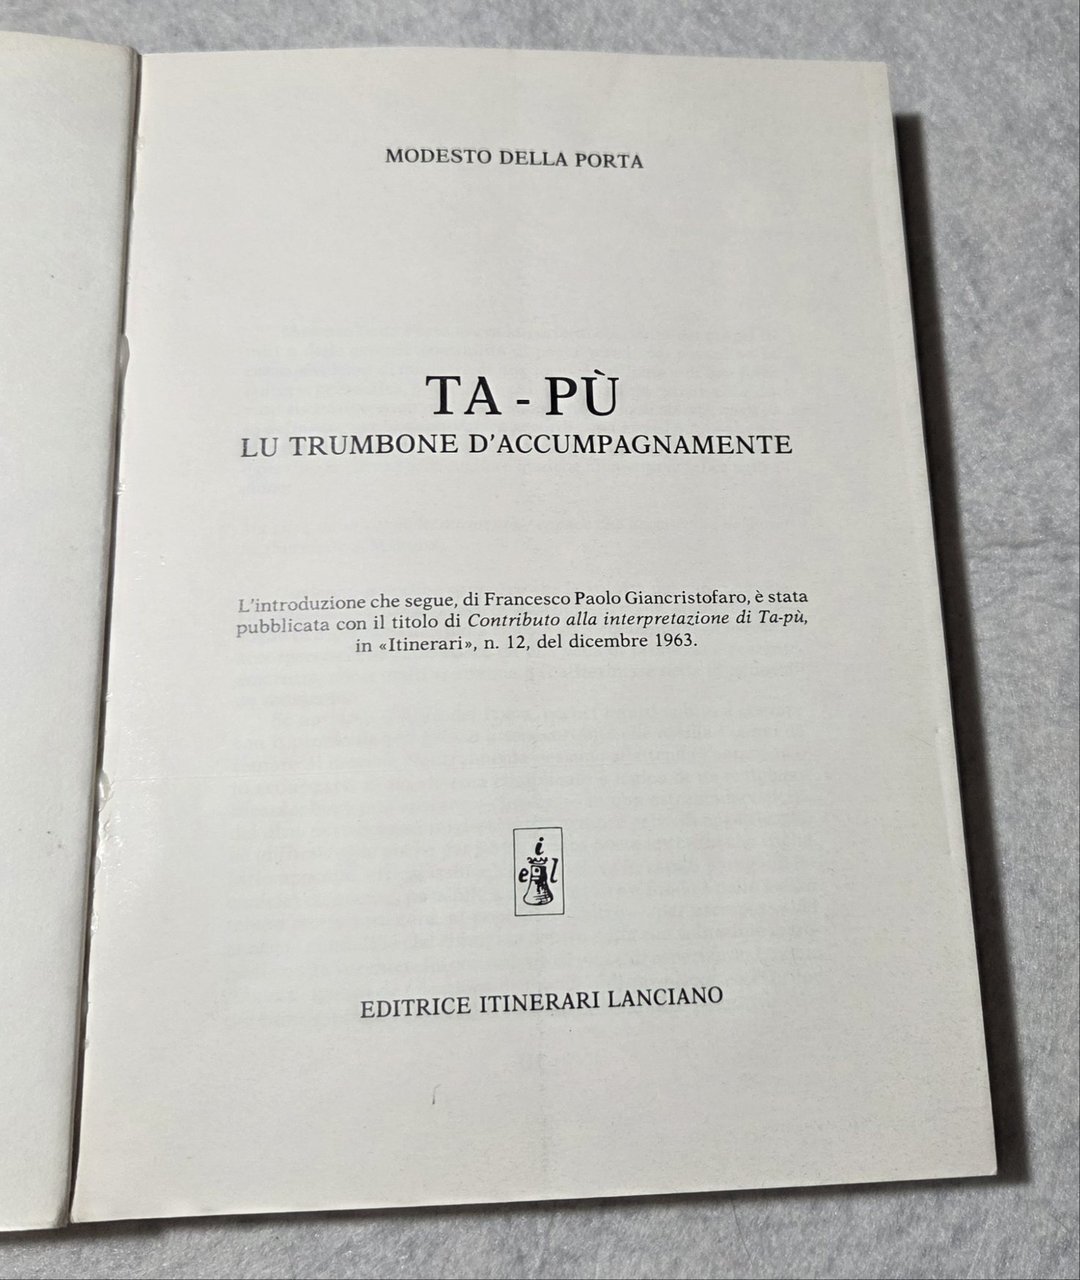 MODESTO DELLA PORTA
TA - PÙ
LU TRUMBONE D'ACCUMPAGNAMENTE
L'introduzione che segue, di Francesco Paolo Giancristofaro, è stata
pubblicata con il titolo di Contributo alla interpretazione di Ta-pù,
in «Itinerari», n. 12, del dicembre 1963.
i
e l
EDITRICE ITINERARI LANCIANO